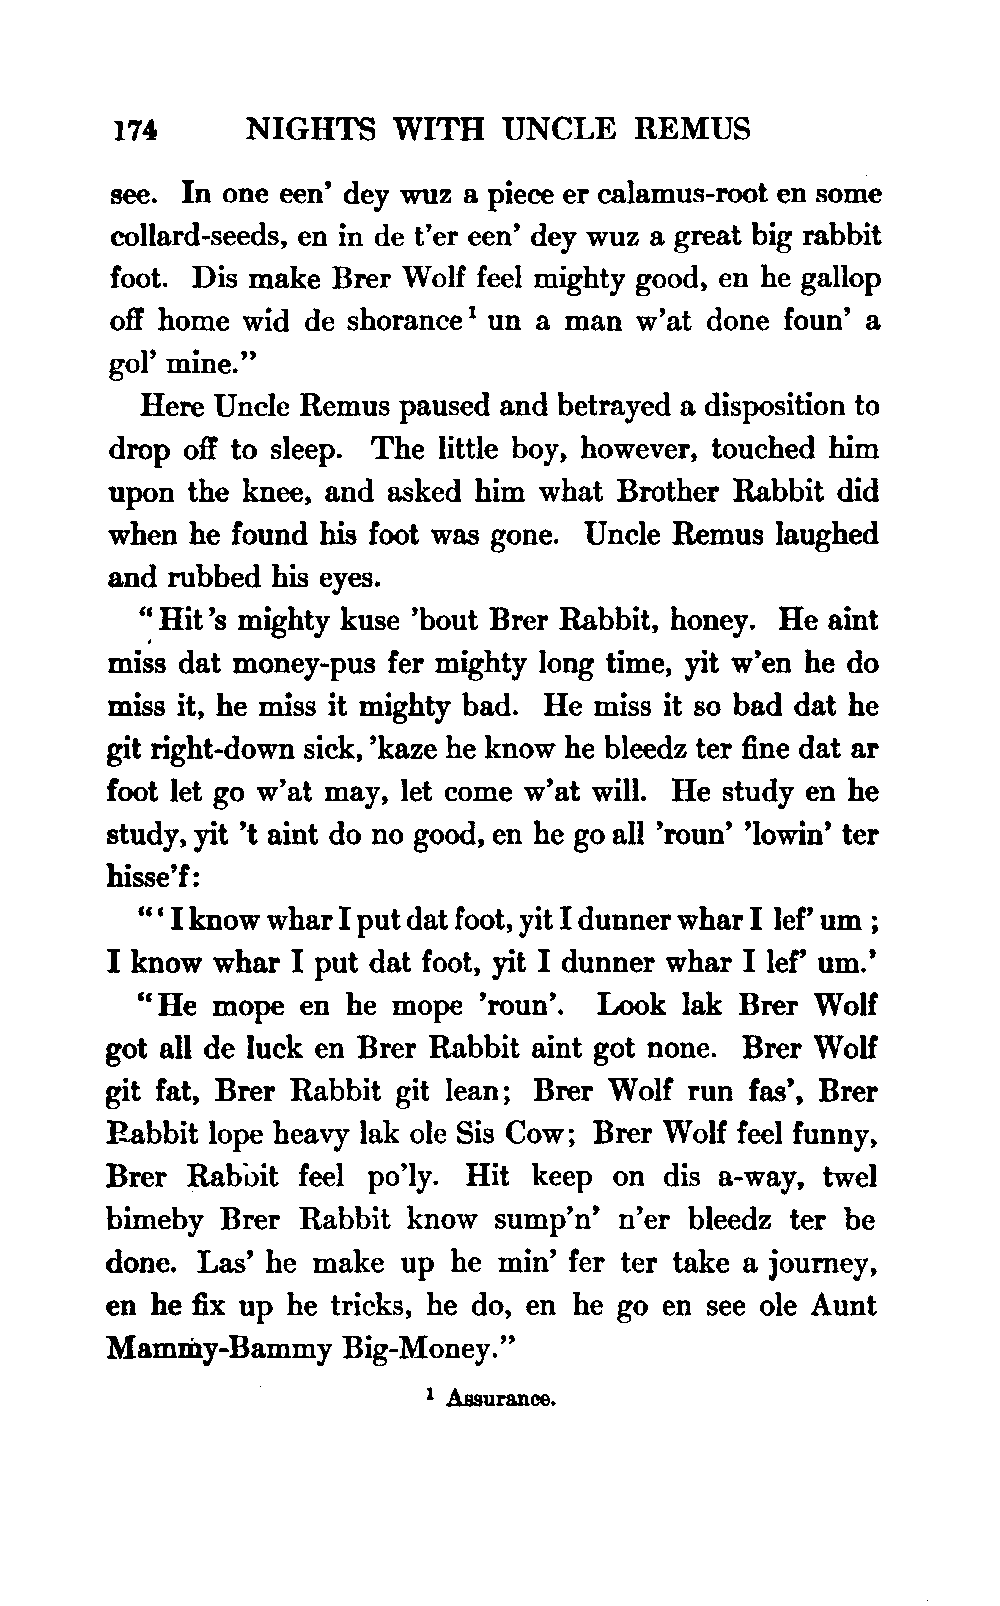 174 NIGHTS WITH UNCLE REMUS
see. In one een' dey wuz a piece er calamus-root en some
collard-seeds, en in de t'er een' dey wuz a great big rabbit
foot. Dis make Brer Wolf feel mighty good, en he gallop
off home wid de shorance¹ un a man w'at done foun' a
gol' mine."
Here Uncle Remus paused and betrayed a disposition to
drop off to sleep. The little boy, however, touched him
upon the knee, and asked him what Brother Rabbit did
when he found his foot was gone. Uncle Remus laughed
and rubbed his eyes.
"Hit 's mighty kuse 'bout Brer Rabbit, honey. He aint
miss dat money-pus fer mighty long time, yit w'en he do
miss it, he miss it mighty bad. He miss it so bad dat he
git right-down sick, 'kaze he know he bleedz ter fine dat ar
foot let go w'at may, let come w'at will. He study en he
study, yit 't aint do no good, en he go all 'roun' 'lowin' ter
hisse'f:
"'I know whar I put dat foot, yit I dunner whar I lef' um ;
I know whar I put dat foot, yit I dunner whar I lef' um.'
"He mope en he mope 'roun'. Look lak Brer Wolf
got all de luck en Brer Rabbit aint got none. Brer Wolf
git fat, Brer Rabbit git lean; Brer Wolf run fas', Brer
Rabbit lope heavy lak ole Sis Cow; Brer Wolf feel funny,
Brer Rabbit feel po'ly. Hit keep on dis a-way, twel
bimeby Brer Rabbit know sump'n' n'er bleedz ter be
done. Las' he make up he min' fer ter take a journey,
en he fix up he tricks, he do, en he go en see ole Aunt
Mammy-Bammy Big-Money."
¹ Assurance.